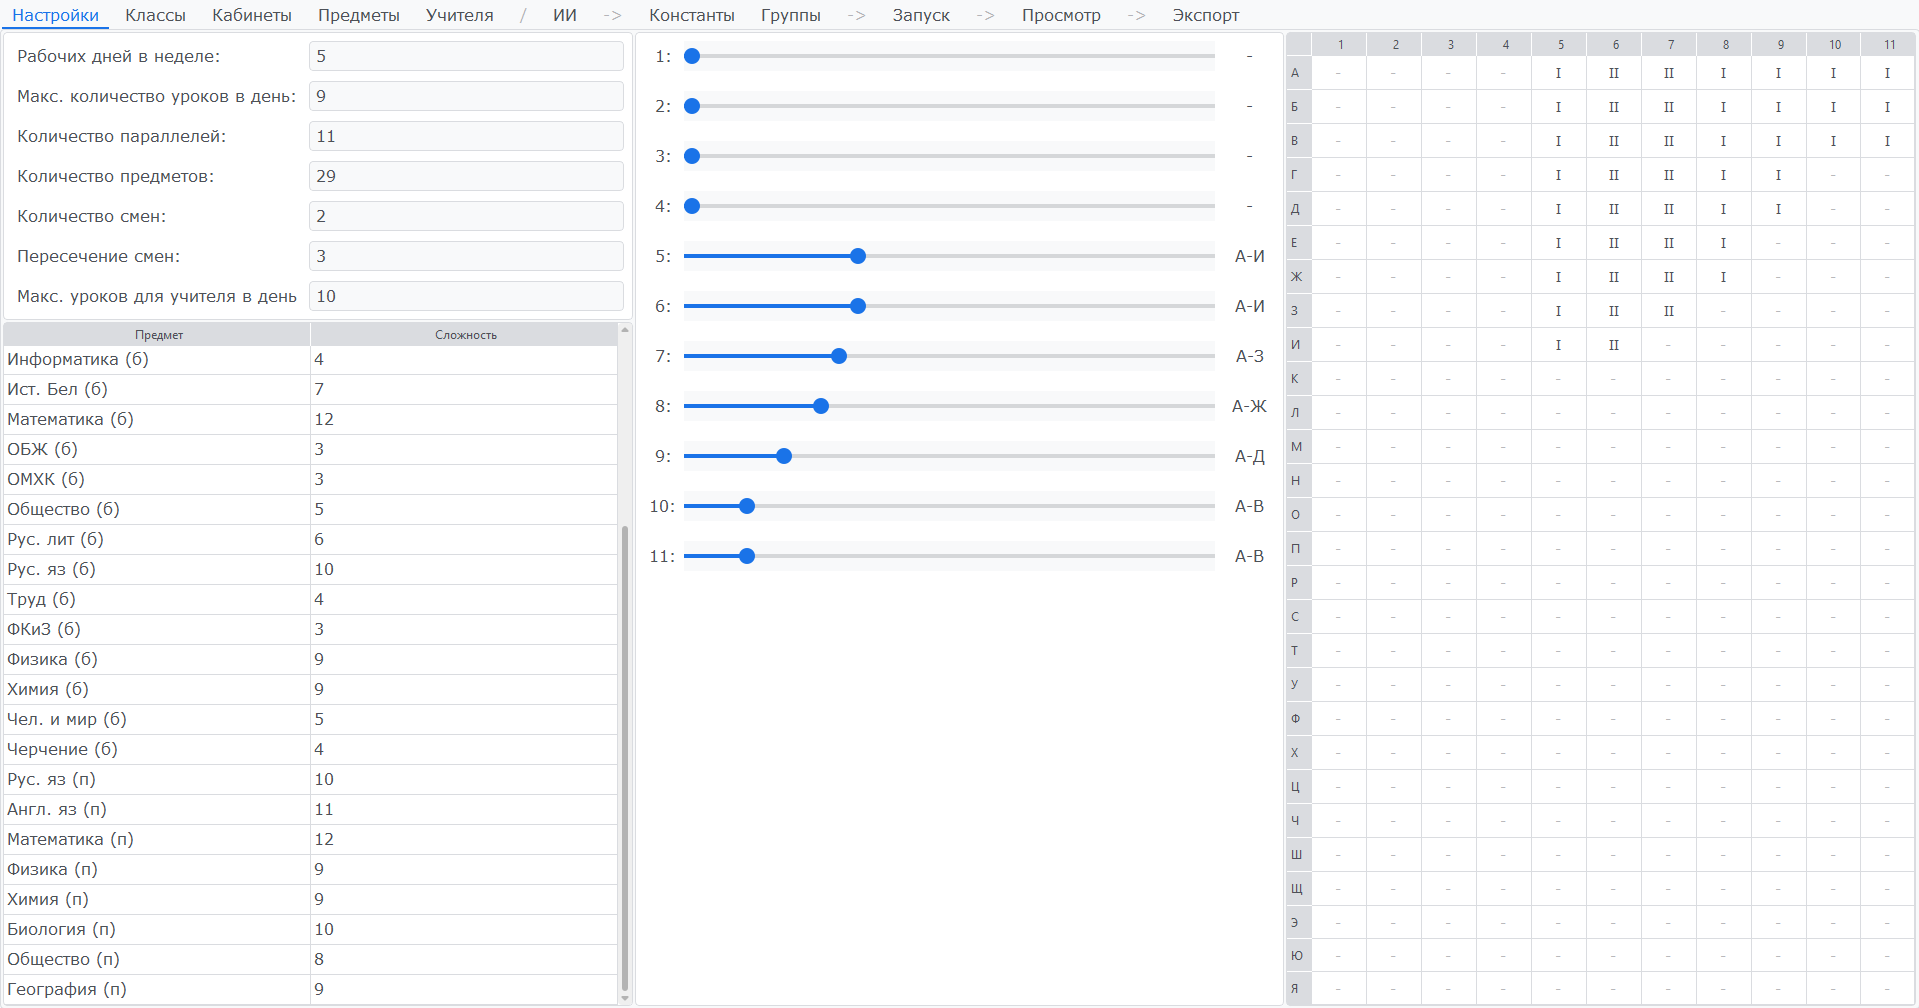 Настройки Классы Кабинеты Предметы Учителя / ИИ -> Константы Группы -> Запуск -> Просмотр -> Экспорт
Рабочих дней в неделе: 5
Макс. количество уроков в день: 9
Количество параллелей: 11
Количество предметов: 29
Количество смен: 2
Пересечение смен: 3
Макс. уроков для учителя в день 10
Предмет Сложность
Информатика (б) 4
Ист. Бел (б) 7
Математика (б) 12
ОБЖ (б) 3
ОМХК (б) 3
Общество (б) 5
Рус. лит (б) 6
Рус. яз (б) 10
Труд (б) 4
ФКиЗ (б) 3
Физика (б) 9
Химия (б) 9
Чел. и мир (б) 5
Черчение (б) 4
Рус. яз (п) 10
Англ. яз (п) 11
Математика (п) 12
Физика (п) 9
Химия (п) 9
Биология (п) 10
Общество (п) 8
География (п) 9
1: -
2: -
3: -
4: -
5: А-И
6: А-И
7: А-З
8: А-Ж
9: А-Д
10: А-В
11: А-В
1 2 3 4 5 6 7 8 9 10 11
А - - - - I II II I I I I
Б - - - - I II II I I I I
В - - - - I II II I I I I
Г - - - - I II II I I - -
Д - - - - I II II I I - -
Е - - - - I II II I - - -
Ж - - - - I II II I - - -
З - - - - I II II - - - -
И - - - - I II - - - - -
К - - - - - - - - - - -
Л - - - - - - - - - - -
М - - - - - - - - - - -
Н - - - - - - - - - - -
О - - - - - - - - - - -
П - - - - - - - - - - -
Р - - - - - - - - - - -
С - - - - - - - - - - -
Т - - - - - - - - - - -
У - - - - - - - - - - -
Ф - - - - - - - - - - -
Х - - - - - - - - - - -
Ц - - - - - - - - - - -
Ч - - - - - - - - - - -
Ш - - - - - - - - - - -
Щ - - - - - - - - - - -
Э - - - - - - - - - - -
Ю - - - - - - - - - - -
Я - - - - - - - - - - -